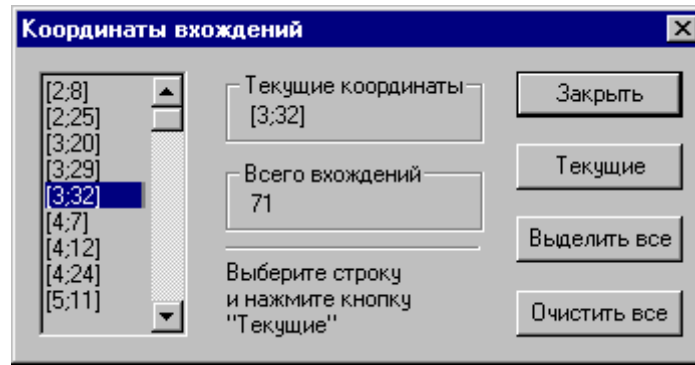 Координаты вхождений
[2;8]
[2;25]
[3;20]
[3;29]
[3;32]
[4;7]
[4;12]
[4;24]
[5;11]
Текущие координаты
[3;32]
Всего вхождений
71
Выберите строку
и нажмите кнопку
"Текущие"
Закрыть
Текущие
Выделить все
Очистить все